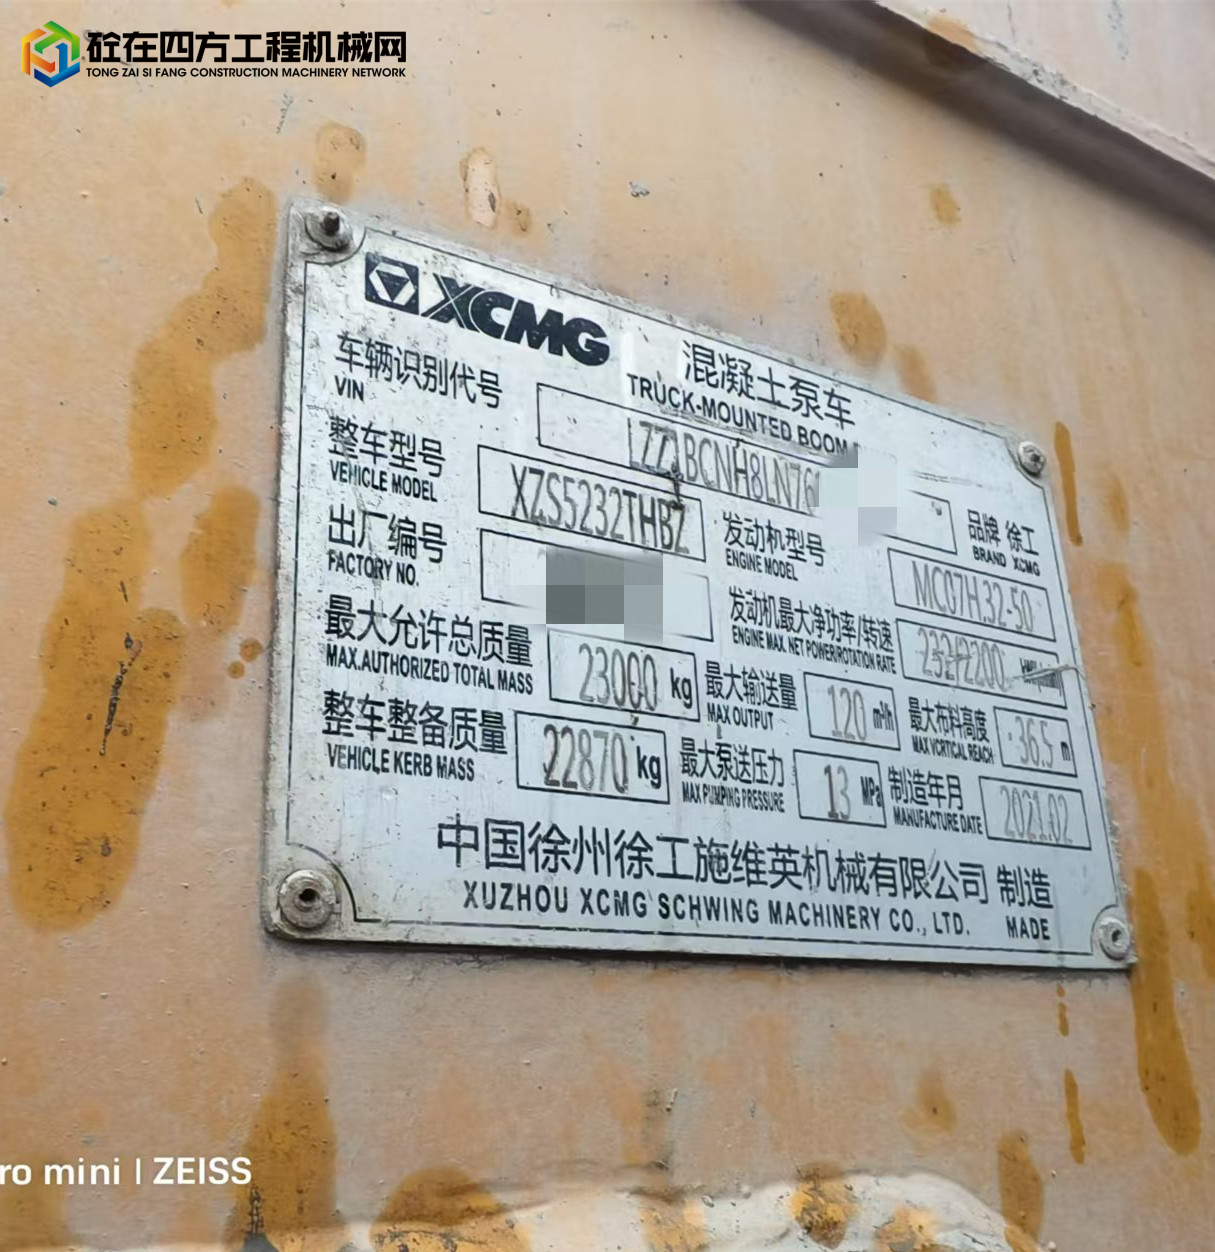 砼在四方工程机械网
TONG ZAI SI FANG CONSTRUCTION MACHINERY NETWORK
XCMG
混凝土泵车
TRUCK-MOUNTED BOOM
车辆识别代号
VIN
LZZ1BCNH8LN76
品牌 徐工
BRAND XCMG
整车型号
VEHICLE MODEL
XZS5232THBZ
发动机型号
ENGINE MODEL
MC07H.32-50
出厂编号
FACTORY NO.
发动机最大净功率/转速
ENGINE MAX. NET POWER/ROTATION RATE
232/2200
最大允许总质量
MAX.AUTHORIZED TOTAL MASS
23000 kg
最大输送量
MAX OUTPUT
120 m³/h
最大布料高度
MAX VCRTICAL REACH
36.5 m
整车整备质量
VEHICLE KERB MASS
22870 kg
最大泵送压力
MAX PUMPING PRESSURE
13 MPa
制造年月
MANUFACTURE DATE
2021.02
中国徐州徐工施维英机械有限公司 制造
XUZHOU XCMG SCHWING MACHINERY CO., LTD. MADE
ro mini | ZEISS